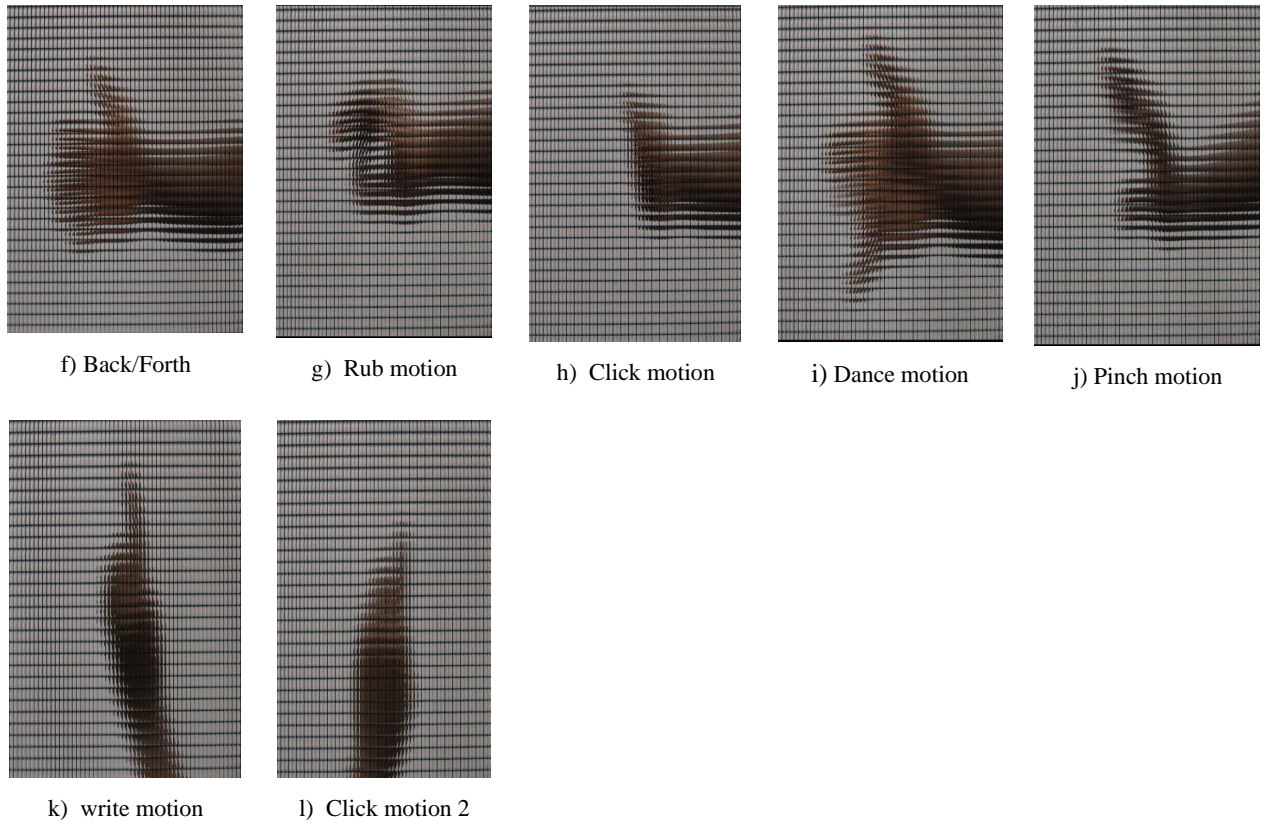 f) Back/Forth
g) Rub motion
h) Click motion
i) Dance motion
j) Pinch motion
k) write motion
l) Click motion 2